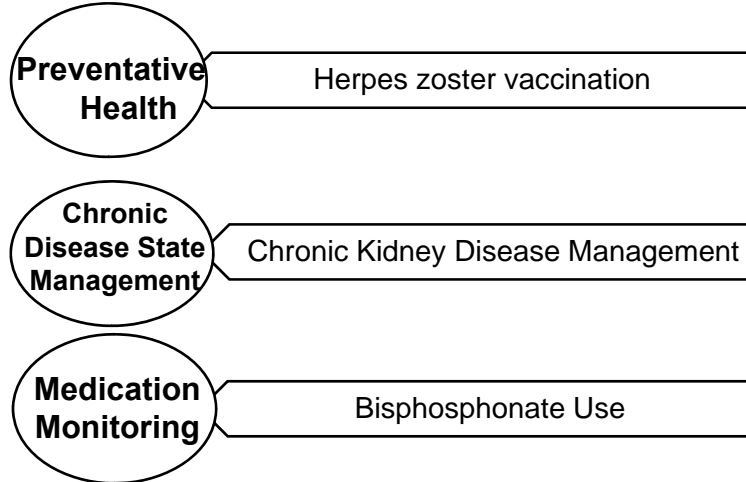 Preventative
Health
Herpes zoster vaccination
Chronic
Disease State
Management
Chronic Kidney Disease Management
Medication
Monitoring
Bisphosphonate Use